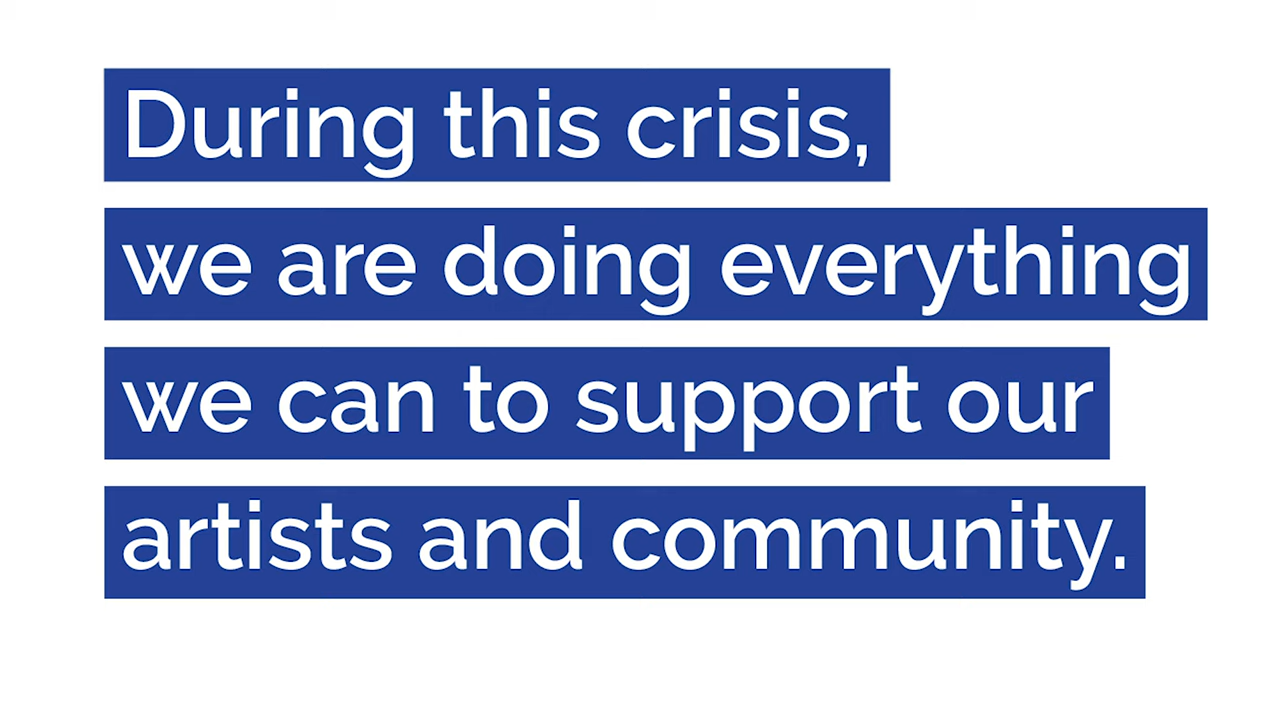 During this crisis,
we are doing everything
we can to support our
artists and community.